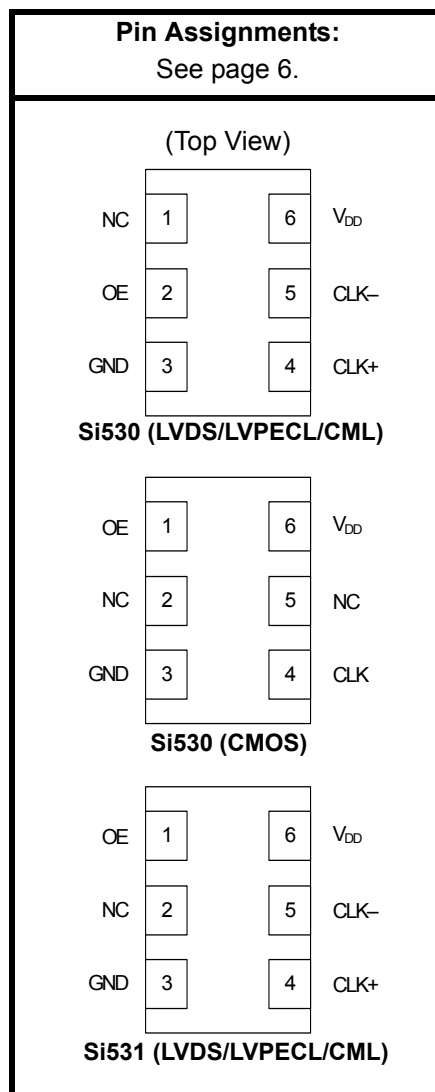 Pin Assignments:
See page 6.
(Top View)
NC 1 6 VDD
OE 2 5 CLK–
GND 3 4 CLK+
Si530 (LVDS/LVPECL/CML)
OE 1 6 VDD
NC 2 5 NC
GND 3 4 CLK
Si530 (CMOS)
OE 1 6 VDD
NC 2 5 CLK–
GND 3 4 CLK+
Si531 (LVDS/LVPECL/CML)